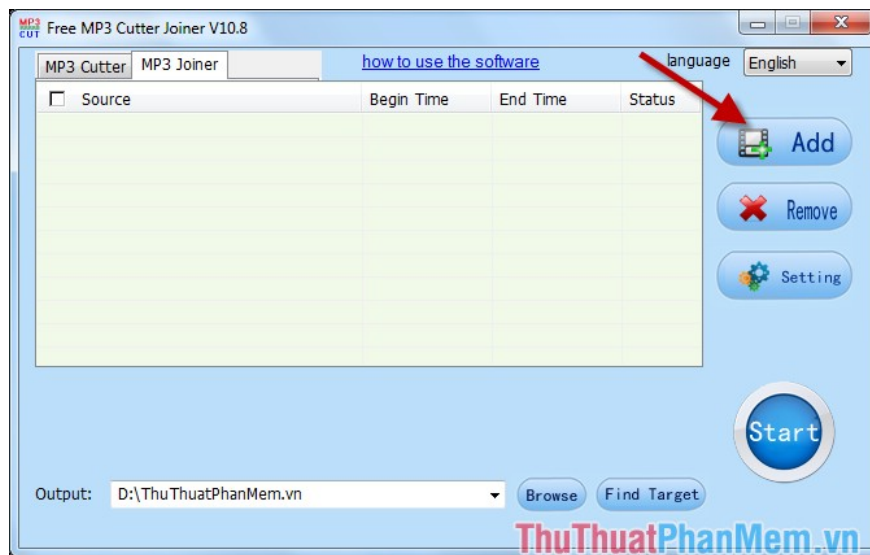 MP3
CUT
Free MP3 Cutter Joiner V10.8
MP3 Cutter
MP3 Joiner
how to use the software
language
English
Source
Begin Time
End Time
Status
Add
Remove
Setting
Start
Output:
D:\ThuThuatPhanMem.vn
Browse
Find Target
ThuThuatPhanMem.vn